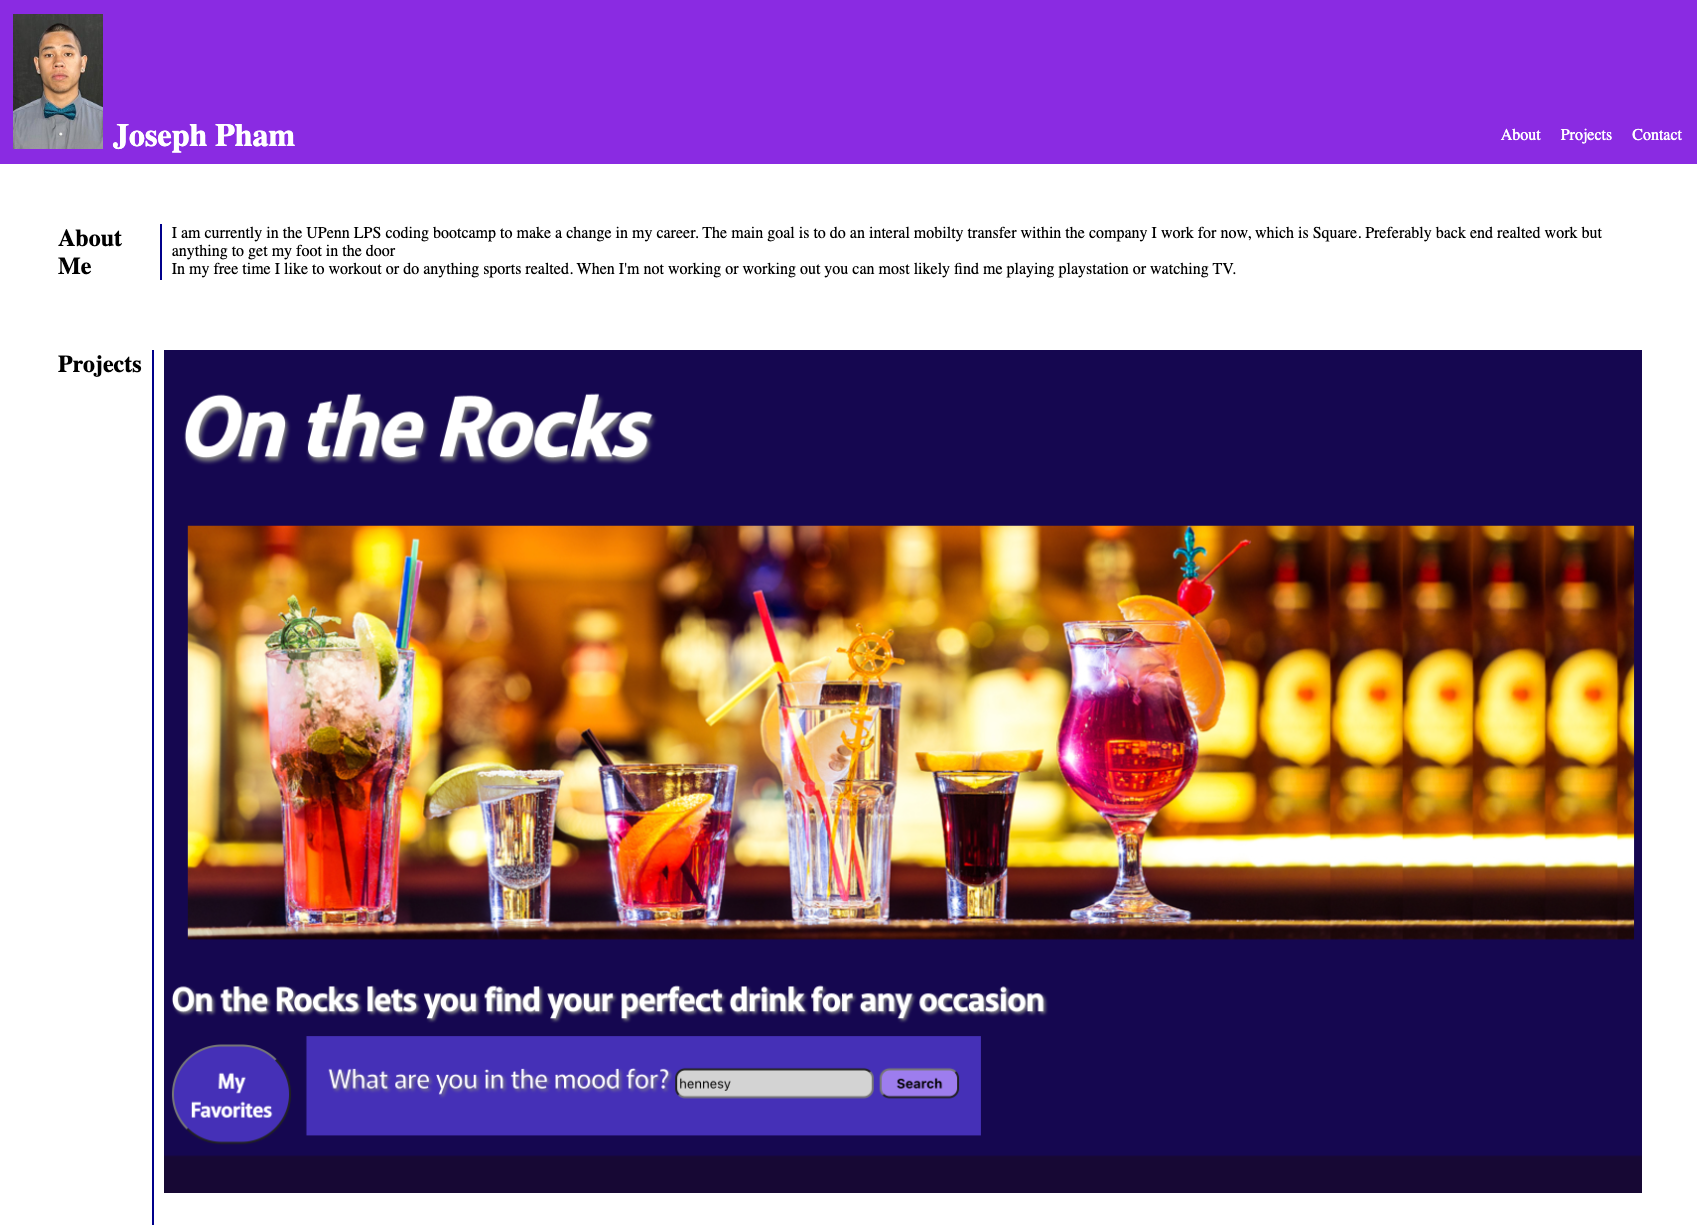 Joseph Pham
About Projects Contact
About
Me
I am currently in the UPenn LPS coding bootcamp to make a change in my career. The main goal is to do an interal mobilty transfer within the company I work for now, which is Square. Preferably back end realted work but
anything to get my foot in the door
In my free time I like to workout or do anything sports realted. When I'm not working or working out you can most likely find me playing playstation or watching TV.
Projects
On the Rocks
On the Rocks lets you find your perfect drink for any occasion
My
Favorites
What are you in the mood for? hennesy Search